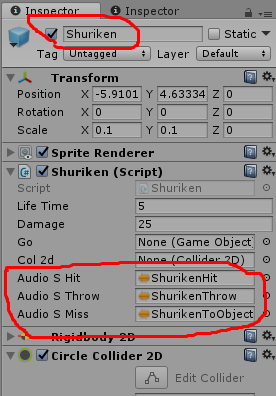 Inspector Inspector
Shuriken Static
Tag Untagged Layer Default
Transform
Position X -5.9101 Y 4.63334 Z 0
Rotation X 0 Y 0 Z 0
Scale X 0.1 Y 0.1 Z 0
Sprite Renderer
Shuriken (Script)
Script Shuriken
Life Time 5
Damage 25
Go None (Game Object)
Col 2d None (Collider 2D)
Audio S Hit ShurikenHit
Audio S Throw ShurikenThrow
Audio S Miss ShurikenToObject
Rigidbody 2D
Circle Collider 2D
Edit Collider